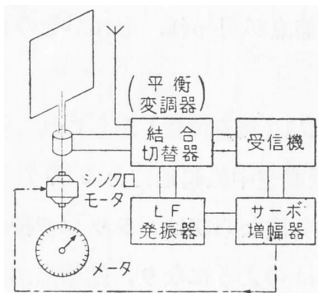 平衡
変調器
結合
切替器
受信機
シンクロ
モータ
LF
発振器
サーボ
増幅器
メータ